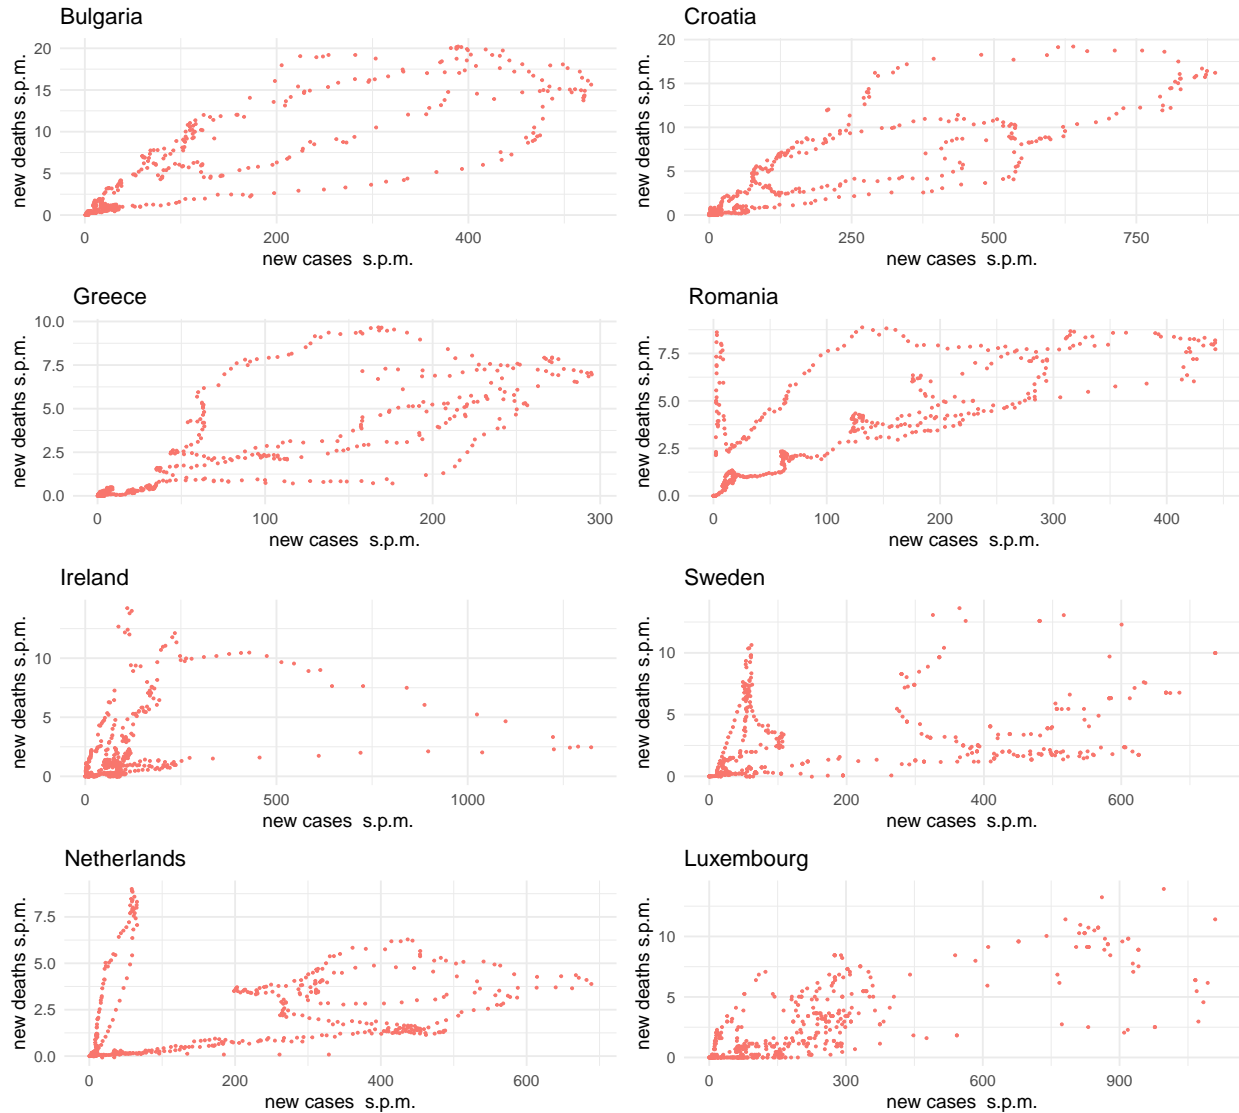 Bulgaria
new deaths s.p.m.
20
15
10
5
0
0 200 400
new cases s.p.m.
Croatia
new deaths s.p.m.
20
15
10
5
0
0 250 500 750
new cases s.p.m.
Greece
new deaths s.p.m.
10.0
7.5
5.0
2.5
0.0
0 100 200 300
new cases s.p.m.
Romania
new deaths s.p.m.
7.5
5.0
2.5
0
0 100 200 300 400
new cases s.p.m.
Ireland
new deaths s.p.m.
10
5
0
0 500 1000
new cases s.p.m.
Sweden
new deaths s.p.m.
10
5
0
0 200 400 600
new cases s.p.m.
Netherlands
new deaths s.p.m.
7.5
5.0
2.5
0.0
0 200 400 600
new cases s.p.m.
Luxembourg
new deaths s.p.m.
10
5
0
0 300 600 900
new cases s.p.m.